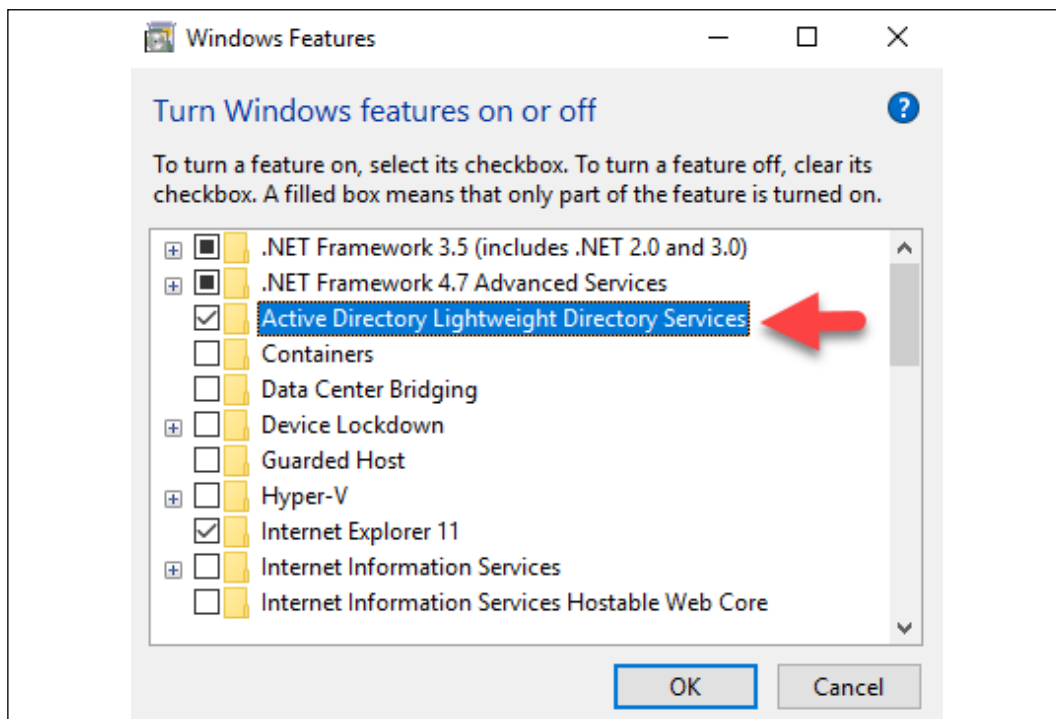 Windows Features
Turn Windows features on or off
?
To turn a feature on, select its checkbox. To turn a feature off, clear its
checkbox. A filled box means that only part of the feature is turned on.
.NET Framework 3.5 (includes .NET 2.0 and 3.0)
.NET Framework 4.7 Advanced Services
Active Directory Lightweight Directory Services
Containers
Data Center Bridging
Device Lockdown
Guarded Host
Hyper-V
Internet Explorer 11
Internet Information Services
Internet Information Services Hostable Web Core
OK
Cancel